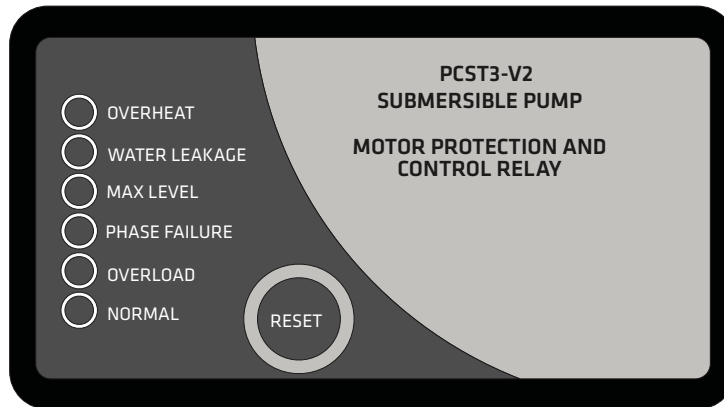 PCST3-V2
SUBMERSIBLE PUMP
MOTOR PROTECTION AND
CONTROL RELAY
OVERHEAT
WATER LEAKAGE
MAX LEVEL
PHASE FAILURE
OVERLOAD
NORMAL
RESET